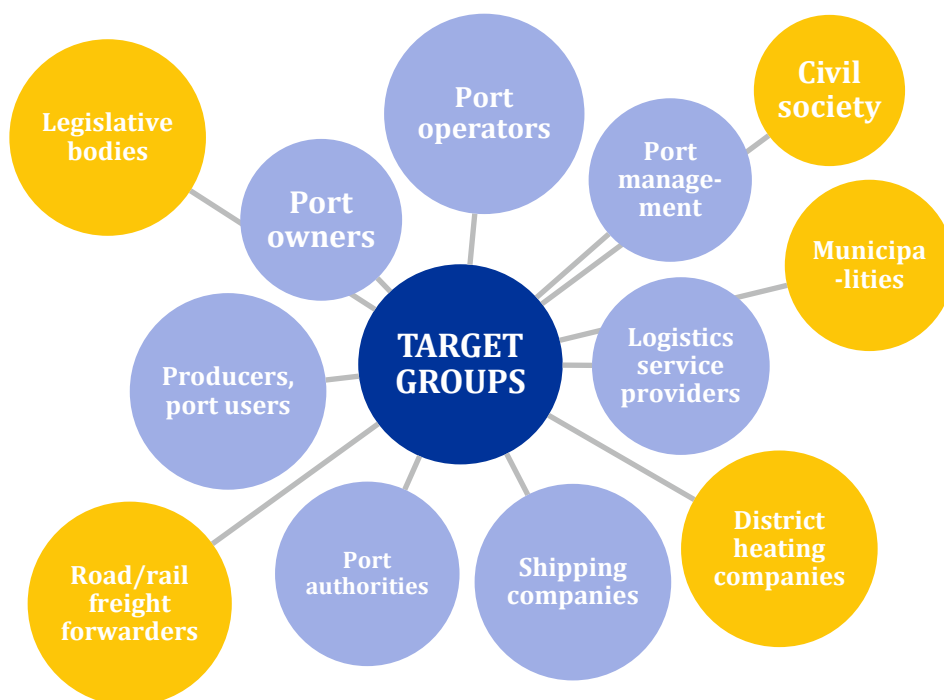 Port
operators
Civil
society
Legislative
bodies
Port
manage-
ment
Port
owners
Municipa
-lities
TARGET
GROUPS
Logistics
service
providers
Producers,
port users
District
heating
companies
Road/rail
freight
forwarders
Port
authorities
Shipping
companies